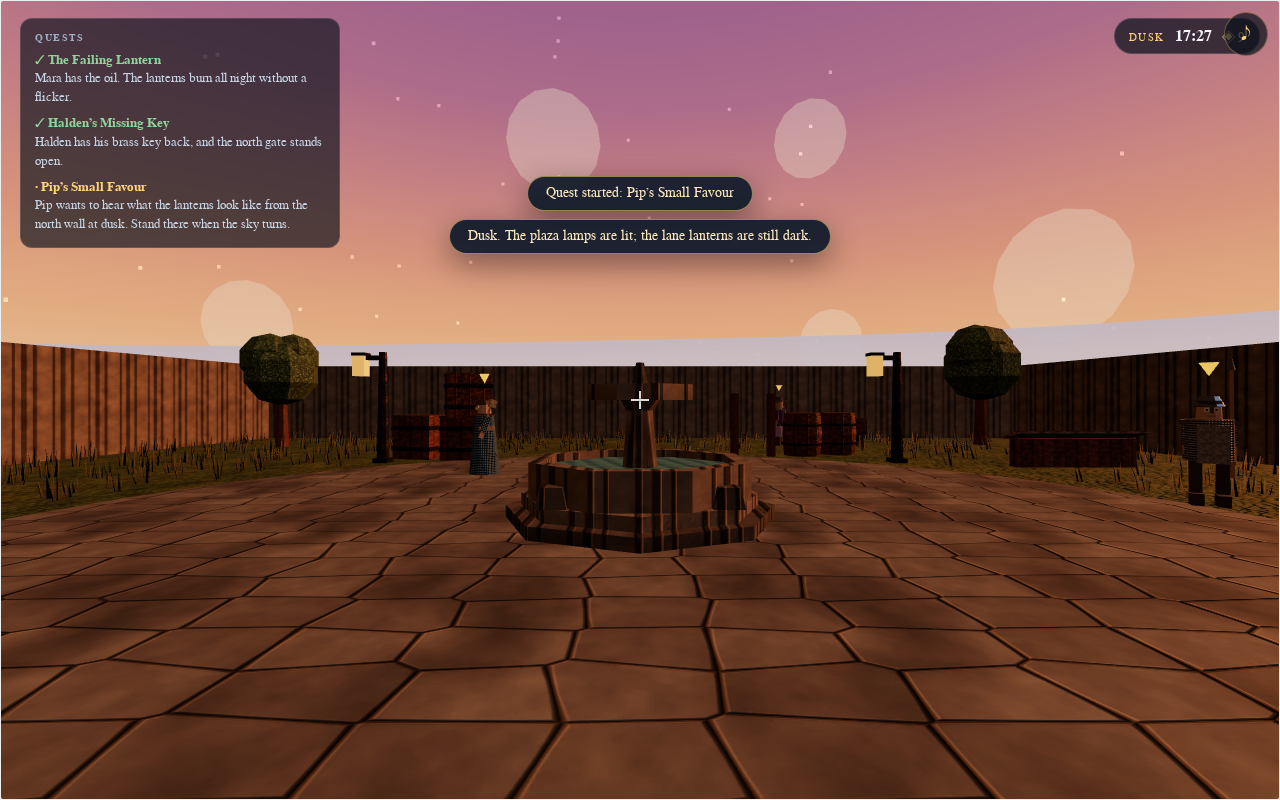 QUESTS
✓ The Failing Lantern
Mara has the oil. The lanterns burn all night without a
flicker.
✓ Halden's Missing Key
Halden has his brass key back, and the north gate stands
open.
· Pip's Small Favour
Pip wants to hear what the lanterns look like from the
north wall at dusk. Stand there when the sky turns.
DUSK 17:27
Quest started: Pip's Small Favour
Dusk. The plaza lamps are lit; the lane lanterns are still dark.